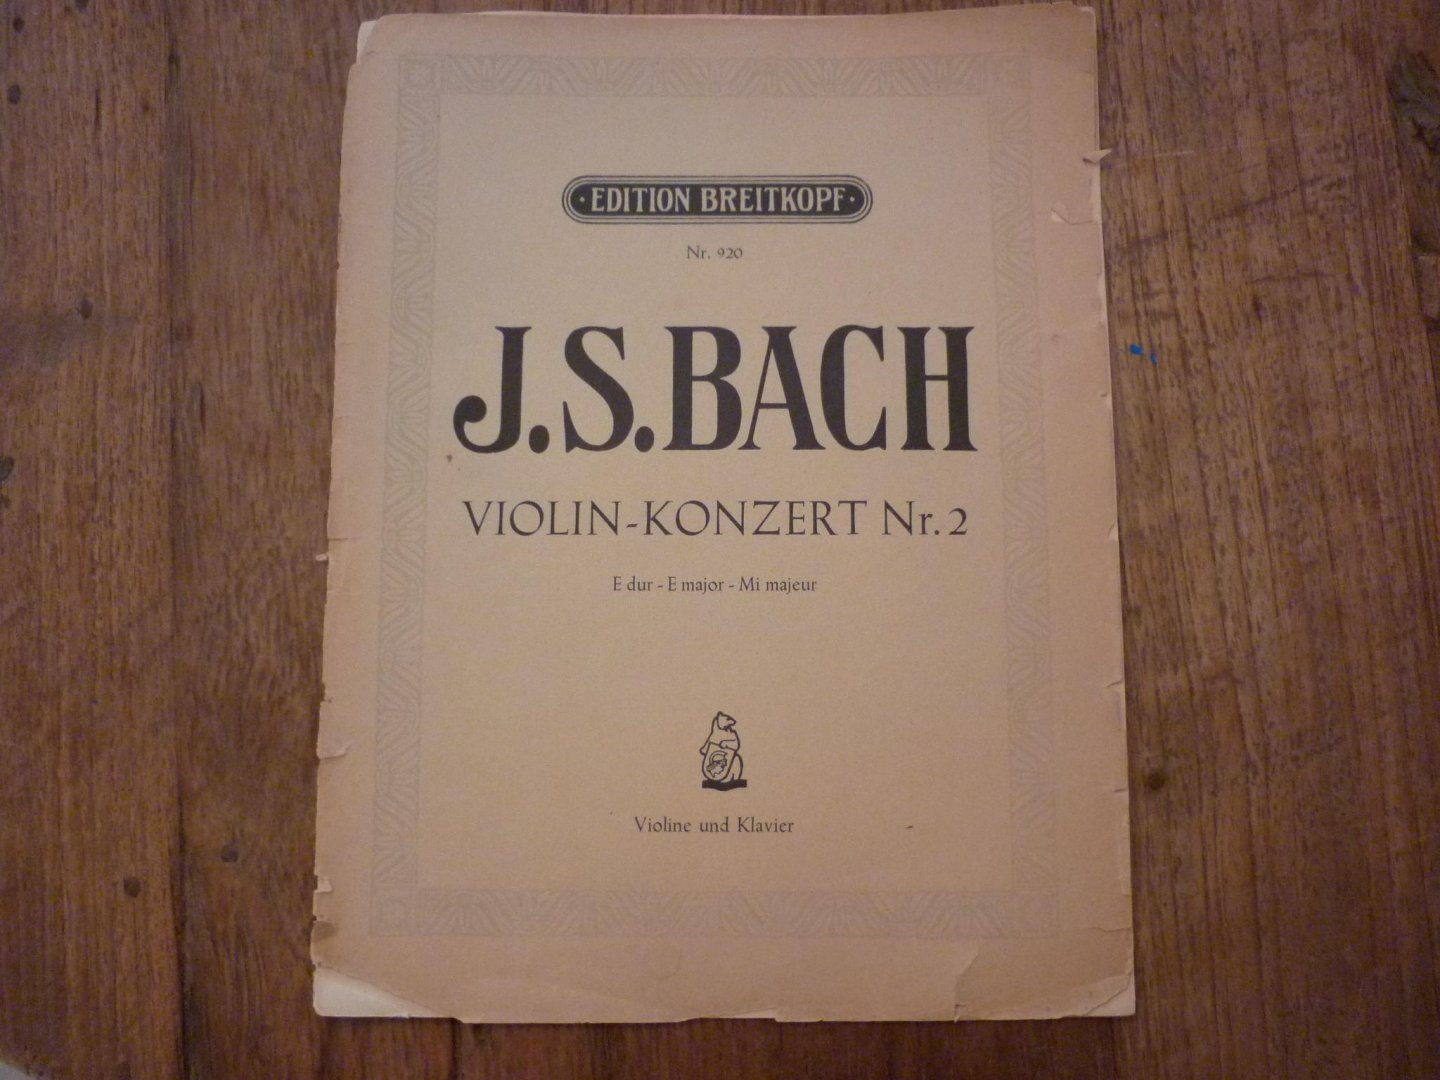 · EDITION BREITKOPF ·
Nr. 920
J.S.BACH
VIOLIN-KONZERT Nr. 2
E dur - E major - Mi majeur
Violine und Klavier